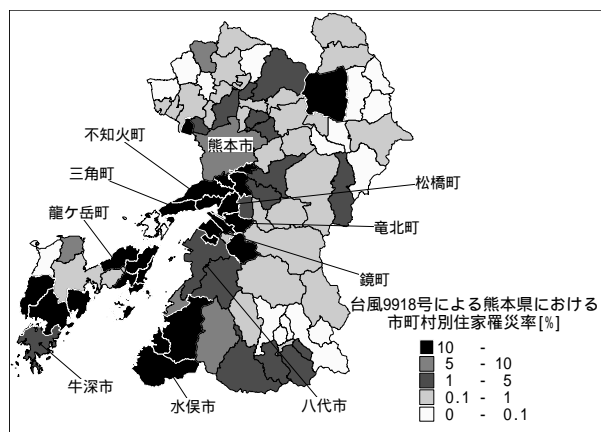 不知火町
熊本市
三角町
松橋町
龍ケ岳町
竜北町
鏡町
台風9918号による熊本県における
市町村別住家罹災率[%]
10 -
5 - 10
1 - 5
0.1 - 1
0 - 0.1
牛深市
水俣市
八代市